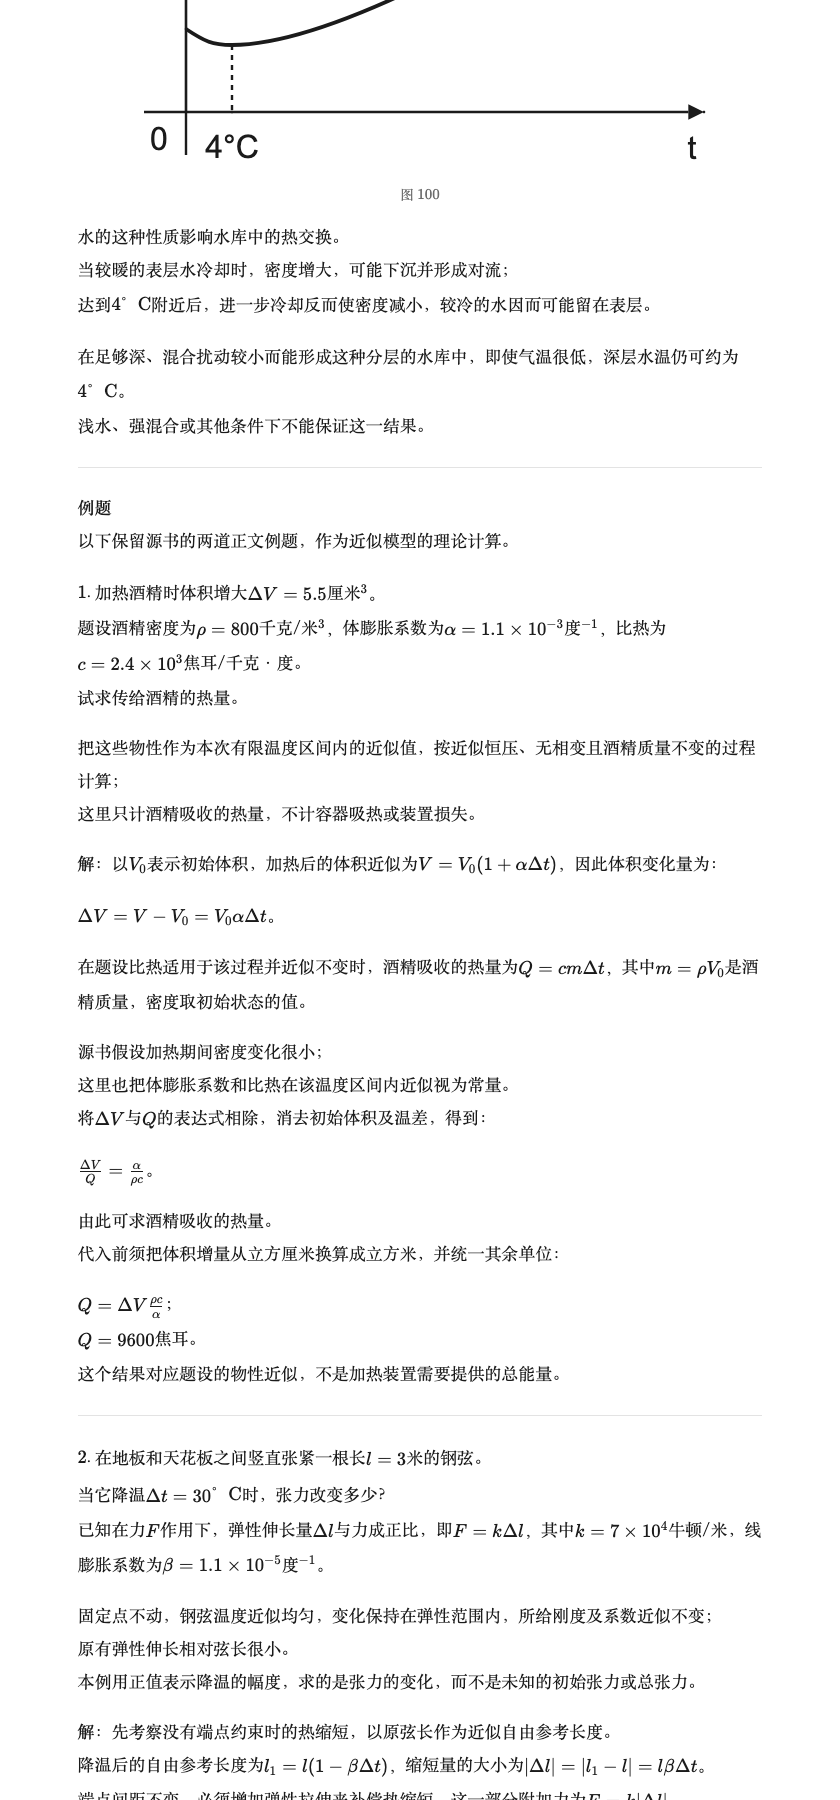 0
4°C
t
图 100
水的这种性质影响水库中的热交换。
当较暖的表层水冷却时，密度增大，可能下沉并形成对流；
达到4°C附近后，进一步冷却反而使密度减小，较冷的水因而可能留在表层。
在足够深、混合扰动较小而能形成这种分层的水库中，即使气温很低，深层水温仍可约为
4°C。
浅水、强混合或其他条件下不能保证这一结果。
例题
以下保留源书的两道正文例题，作为近似模型的理论计算。
1. 加热酒精时体积增大ΔV = 5.5厘米³。
题设酒精密度为ρ = 800千克/米³，体膨胀系数为α = 1.1 × 10⁻³度⁻¹，比热为
c = 2.4 × 10³焦耳/千克 · 度。
试求传给酒精的热量。
把这些物性作为本次有限温度区间内的近似值，按近似恒压、无相变且酒精质量不变的过程
计算；
这里只计酒精吸收的热量，不计容器吸热或装置损失。
解：以V₀表示初始体积，加热后的体积近似为V = V₀(1 + αΔt)，因此体积变化量为：
ΔV = V − V₀ = V₀αΔt。
在题设比热适用于该过程并近似不变时，酒精吸收的热量为Q = cmΔt，其中m = ρV₀是酒
精质量，密度取初始状态的值。
源书假设加热期间密度变化很小；
这里也把体膨胀系数和比热在该温度区间内近似视为常量。
将ΔV与Q的表达式相除，消去初始体积及温差，得到：
ΔV/Q = α/ρc。
由此可求酒精吸收的热量。
代入前须把体积增量从立方厘米换算成立方米，并统一其余单位：
Q = ΔV ρc/α；
Q = 9600焦耳。
这个结果对应题设的物性近似，不是加热装置需要提供的总能量。
2. 在地板和天花板之间竖直张紧一根长l = 3米的钢弦。
当它降温Δt = 30°C时，张力改变多少？
已知在力F作用下，弹性伸长量Δl与力成正比，即F = kΔl，其中k = 7 × 10⁴牛顿/米，线
膨胀系数为β = 1.1 × 10⁻⁵度⁻¹。
固定点不动，钢弦温度近似均匀，变化保持在弹性范围内，所给刚度及系数近似不变；
原有弹性伸长相对弦长很小。
本例用正值表示降温的幅度，求的是张力的变化，而不是未知的初始张力或总张力。
解：先考察没有端点约束时的热缩短，以原弦长作为近似自由参考长度。
降温后的自由参考长度为l₁ = l(1 − βΔt)，缩短量的大小为|Δl| = |l₁ − l| = lβΔt。